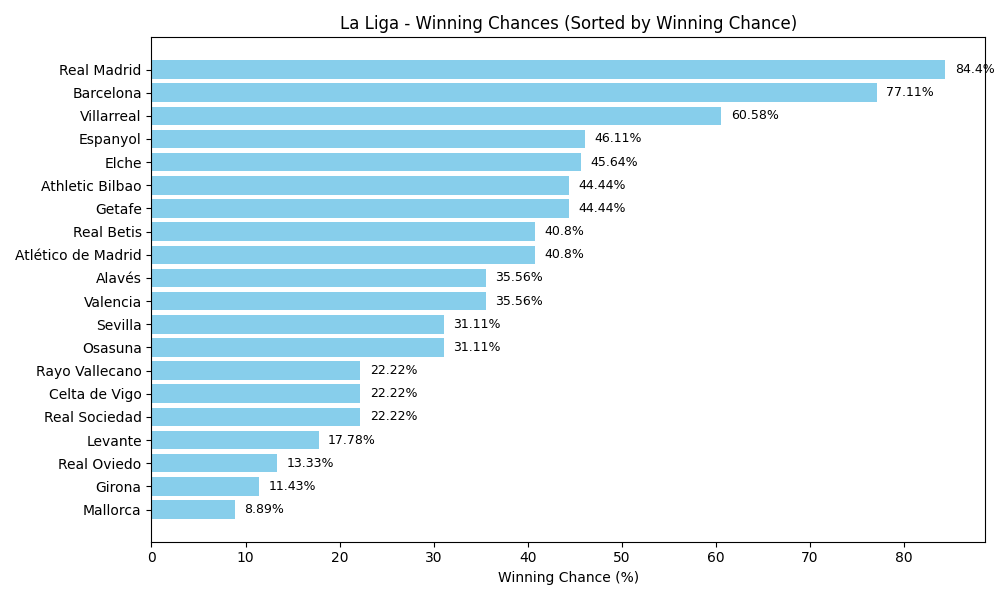 La Liga - Winning Chances (Sorted by Winning Chance)
Real Madrid 84.4%
Barcelona 77.11%
Villarreal 60.58%
Espanyol 46.11%
Elche 45.64%
Athletic Bilbao 44.44%
Getafe 44.44%
Real Betis 40.8%
Atlético de Madrid 40.8%
Alavés 35.56%
Valencia 35.56%
Sevilla 31.11%
Osasuna 31.11%
Rayo Vallecano 22.22%
Celta de Vigo 22.22%
Real Sociedad 22.22%
Levante 17.78%
Real Oviedo 13.33%
Girona 11.43%
Mallorca 8.89%
0 10 20 30 40 50 60 70 80
Winning Chance (%)